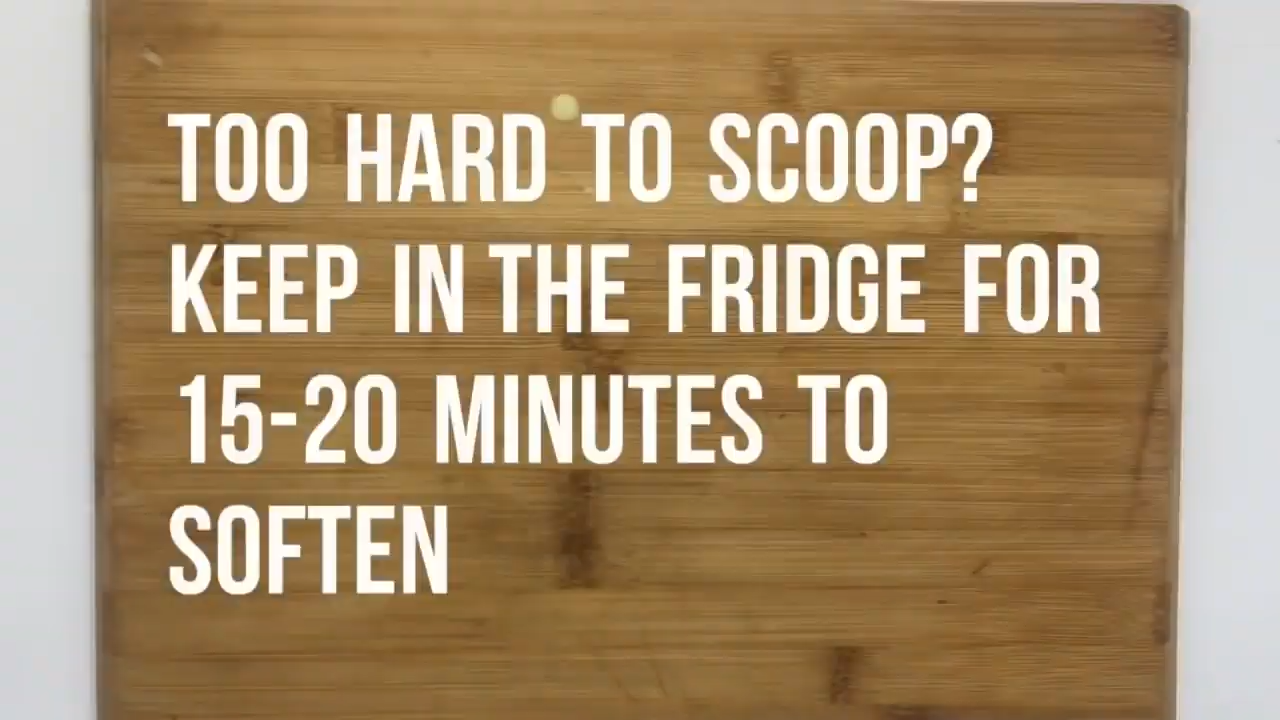 TOO HARD TO SCOOP?
KEEP IN THE FRIDGE FOR
15-20 MINUTES TO
SOFTEN